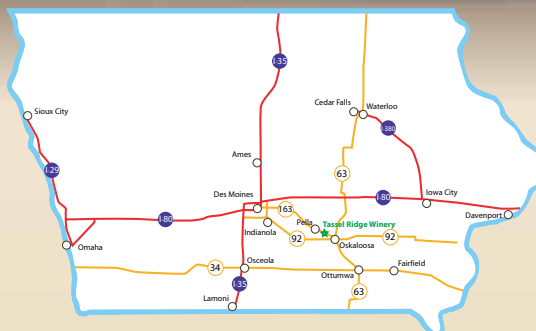 I-35
Cedar Falls
Waterloo
Sioux City
I-380
Ames
I-29
63
Des Moines
I-80
Iowa City
163
Davenport
I-80
Pella
Tassel Ridge Winery
Indianola
92
92
Oskaloosa
Omaha
34
Osceola
Fairfield
Ottumwa
I-35
63
Lamoni